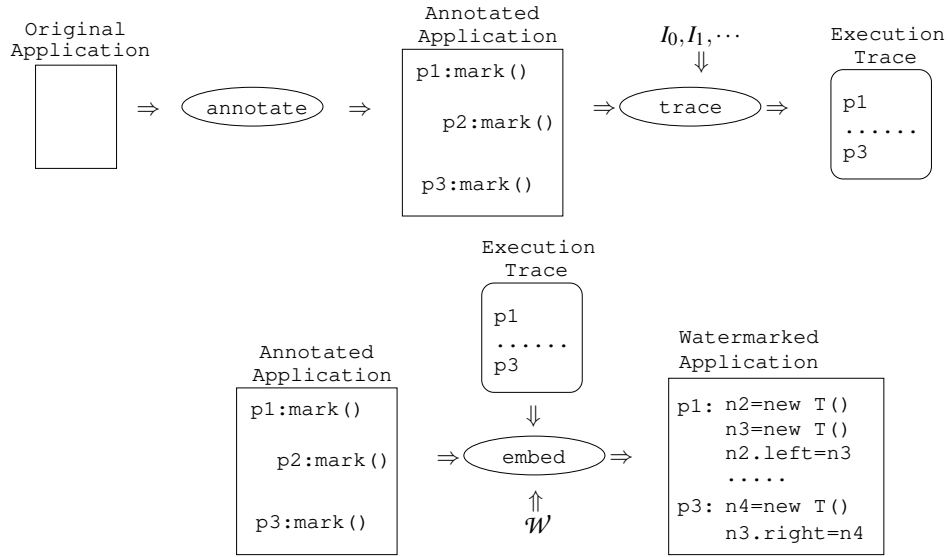 Original
Application
⇒
annotate
⇒
Annotated
Application
p1:mark()
p2:mark()
p3:mark()
⇒
I₀, I₁, ⋯
⇓
trace
⇒
Execution
Trace
p1
......
p3
Annotated
Application
p1:mark()
p2:mark()
p3:mark()
⇒
Execution
Trace
p1
......
p3
⇓
embed
⇑
𝒲
⇒
Watermarked
Application
p1: n2=new T()
n3=new T()
n2.left=n3
.....
p3: n4=new T()
n3.right=n4